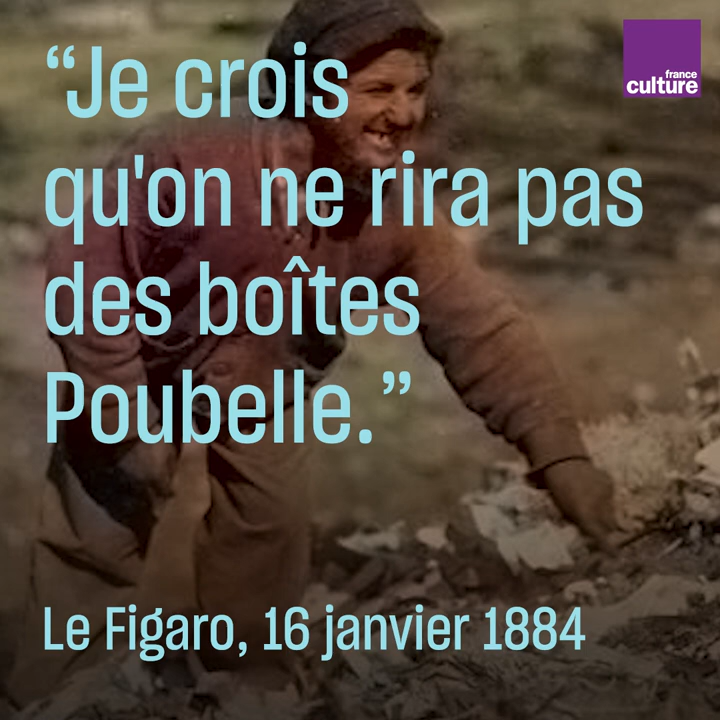 “Je crois
qu'on ne rira pas
des boîtes
Poubelle.”
Le Figaro, 16 janvier 1884
france
culture